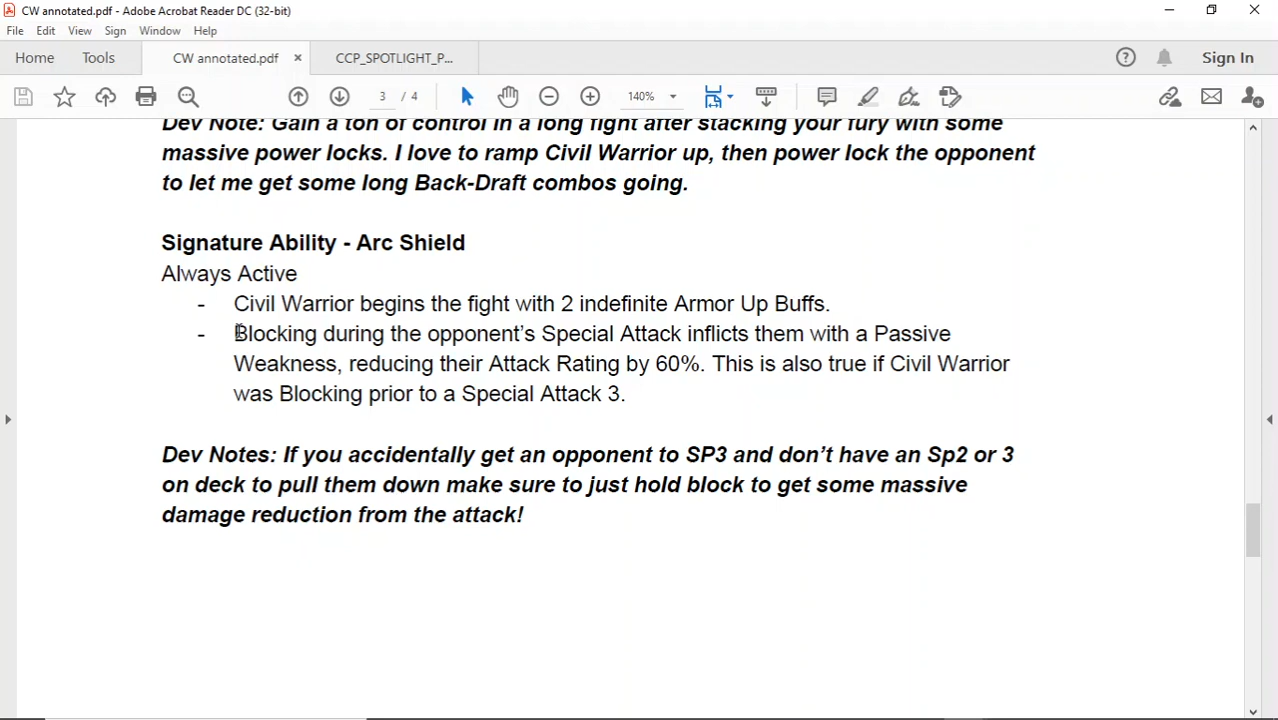 CW annotated.pdf - Adobe Acrobat Reader DC (32-bit)
File Edit View Sign Window Help
Home Tools CW annotated.pdf × CCP_SPOTLIGHT_P... ? Sign In
3 / 4 140%
Dev Note: Gain a ton of control in a long fight after stacking your fury with some
massive power locks. I love to ramp Civil Warrior up, then power lock the opponent
to let me get some long Back-Draft combos going.
Signature Ability - Arc Shield
Always Active
- Civil Warrior begins the fight with 2 indefinite Armor Up Buffs.
- Blocking during the opponent’s Special Attack inflicts them with a Passive
Weakness, reducing their Attack Rating by 60%. This is also true if Civil Warrior
was Blocking prior to a Special Attack 3.
Dev Notes: If you accidentally get an opponent to SP3 and don’t have an Sp2 or 3
on deck to pull them down make sure to just hold block to get some massive
damage reduction from the attack!